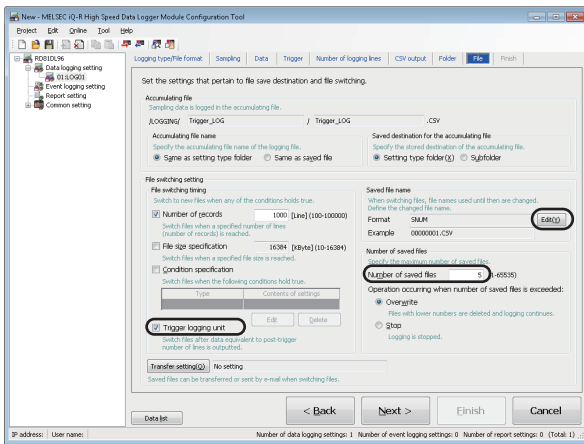 New - MELSEC iQ-R High Speed Data Logger Module Configuration Tool
Project Edit Online Tool Help
RD81DL96
Data logging setting
01:LOG01
Event logging setting
Report setting
Common setting
Logging type/File format Sampling Data Trigger Number of logging lines CSV output Folder File Finish
Set the settings that pertain to file save destination and file switching.
Accumulating file
Sampling data is logged in the accumulating file.
/LOGGING/ Trigger_LOG / Trigger_LOG .CSV
Accumulating file name
Specify the accumulating file name of the logging file.
Same as setting type folder Same as saved file
Saved destination for the accumulating file
Specify the stored destination of the accumulating file.
Setting type folder(X) Subfolder
File switching setting
File switching timing
Switch to new files when any of the conditions holds true.
Number of records 1000 [Line] (100-100000)
Switch files when a specified number of lines
(number of records) is reached.
File size specification 16384 [KByte] (10-16384)
Switch files when a specified file size is reached.
Condition specification
Switch files when the following conditions hold true.
Type Contents of settings
Edit Delete
Trigger logging unit
Switch files after data equivalent to post-trigger
number of lines is outputted.
Saved file name
When switching files, file names used until then are changed.
Define the changed file name.
Format SNUM Edit(Y)
Example 00000001.CSV
Number of saved files
Specify the maximum number of saved files.
Number of saved files 5 (1-65535)
Operation occurring when number of saved files is exceeded:
Overwrite
Files with lower numbers are deleted and logging continues.
Stop
Logging is stopped.
Transfer setting(Q) No setting
Saved files can be transferred or sent by e-mail when switching files.
Data list < Back Next > Finish Cancel
IP address: User name: Number of data logging settings: 1 Number of event logging settings: 0 Number of report settings: 0 (Total: 1)